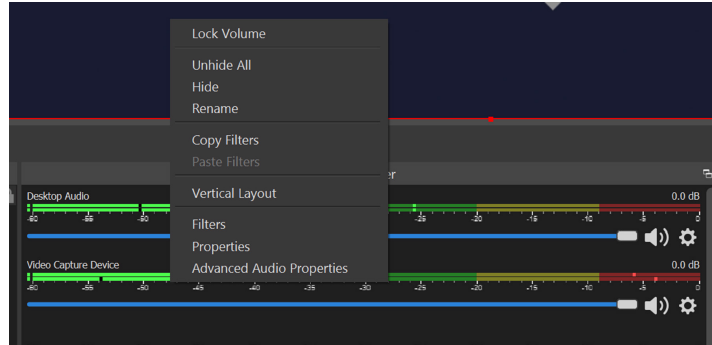 Lock Volume
Unhide All
Hide
Rename
Copy Filters
Paste Filters
Vertical Layout
Filters
Properties
Advanced Audio Properties
er
Desktop Audio 0.0 dB
-60 -55 -50 -25 -20 -15 -10 -5 0
Video Capture Device 0.0 dB
-60 -55 -50 -45 -40 -35 -30 -25 -20 -15 -10 -5 0